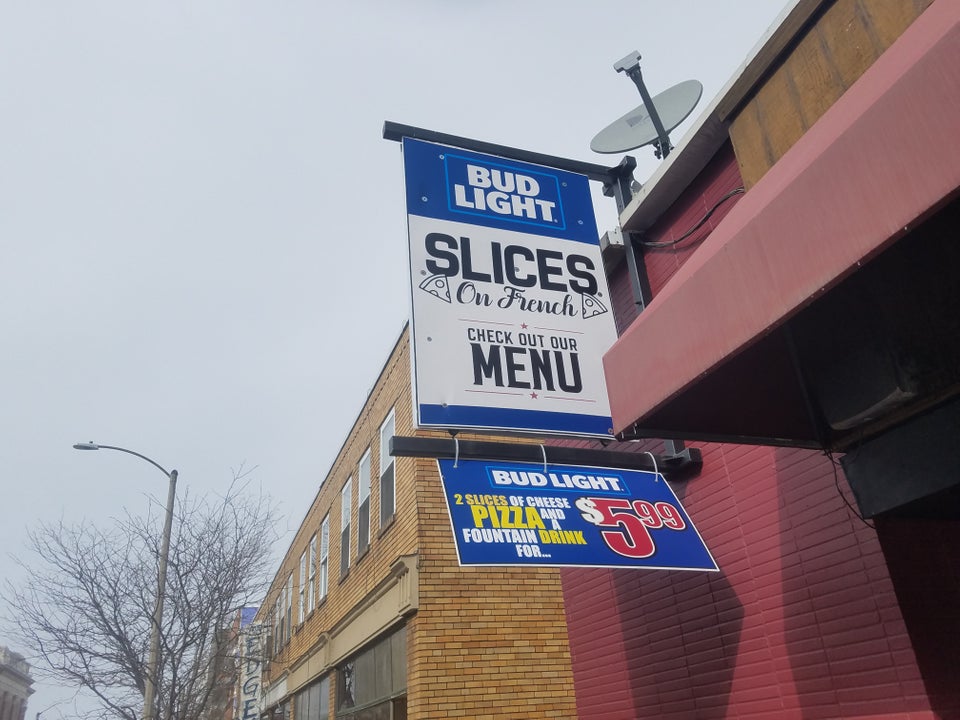 BUD
LIGHT
SLICES
On French
CHECK OUT OUR
MENU
BUD LIGHT
2 SLICES OF CHEESE
PIZZA AND A
FOUNTAIN DRINK
FOR...
$5.99